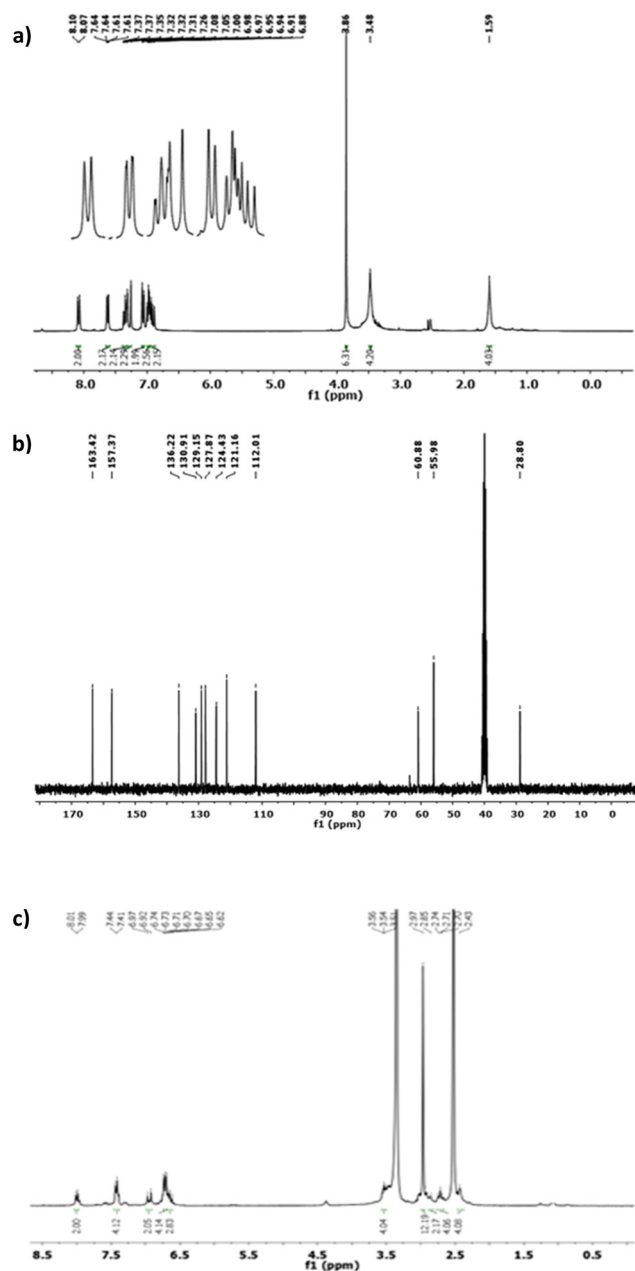 a)
8.10 8.07 7.64 7.64 7.61 7.61 7.37 7.37 7.35 7.32 7.32 7.31 7.26 7.08 7.05 7.00 6.98 6.97 6.95 6.94 6.91 6.88 3.86 3.48 1.59
2.00 2.12 2.14 2.29 1.99 2.56 2.15 6.31 4.20 4.03
8.0 7.0 6.0 5.0 4.0 3.0 2.0 1.0 0.0
f1 (ppm)
b)
163.42 157.37 136.22 130.91 129.15 127.87 124.43 121.16 112.01 60.88 55.98 28.80
170 150 130 110 90 80 70 60 50 40 30 20 10 0
f1 (ppm)
c)
8.01 7.99 7.44 7.41 6.97 6.92 6.74 6.73 6.71 6.70 6.67 6.65 6.62 3.56 3.54 3.51 2.97 2.85 2.74 2.71 2.70 2.43
2.00 4.12 2.05 4.14 2.83 4.04 12.19 2.17 4.06 4.08
8.5 7.5 6.5 5.5 4.5 3.5 2.5 1.5 0.5
f1 (ppm)